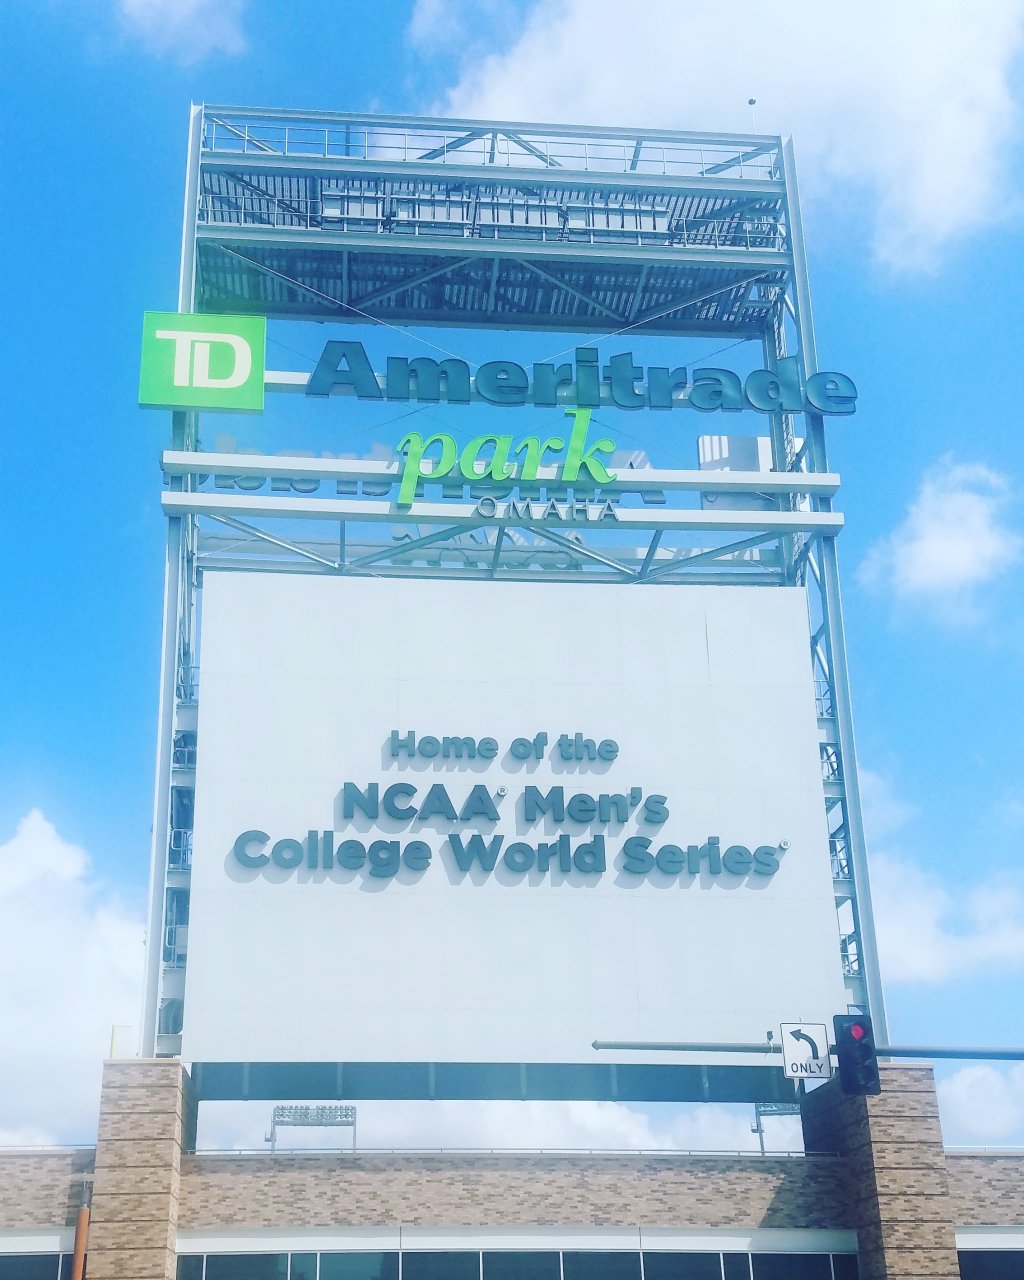 TD Ameritrade
park
OMAHA
Home of the
NCAA® Men's
College World Series®
ONLY